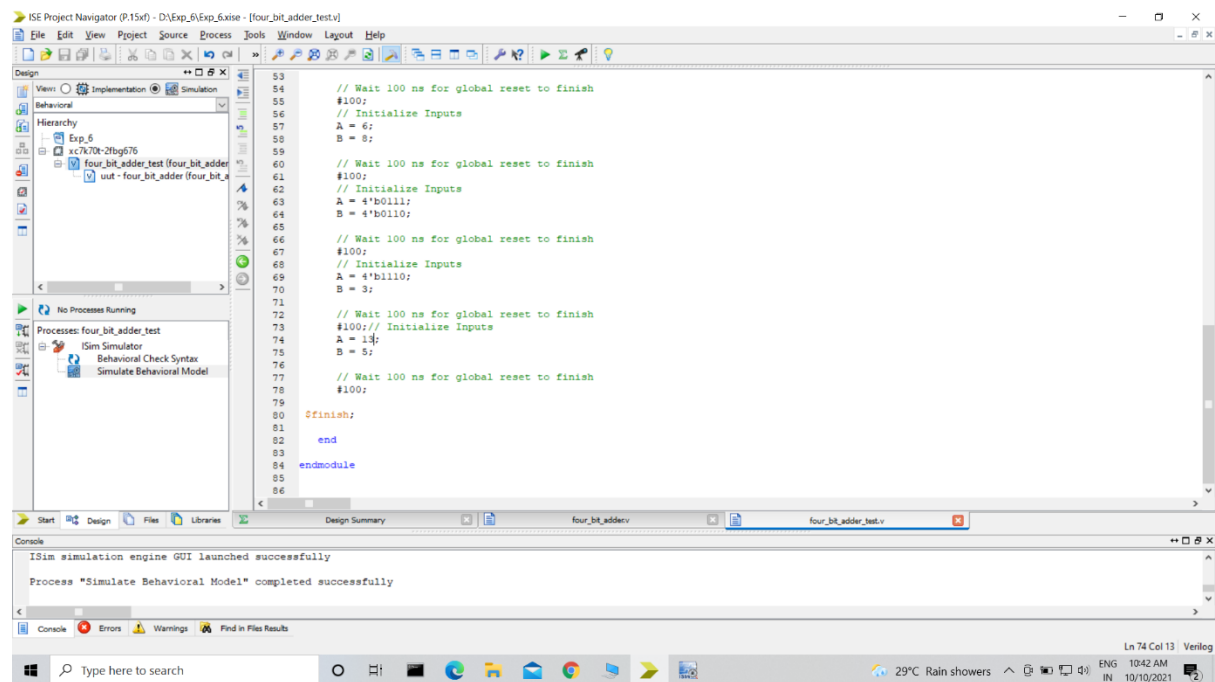 ISE Project Navigator (P.15xf) - D:\Exp_6\Exp_6.xise - [four_bit_adder_test.v]
File Edit View Project Source Process Tools Window Layout Help
Design
View: Implementation Simulation
Behavioral
Hierarchy
Exp_6
xc7k70t-2fbg676
four_bit_adder_test (four_bit_adder
uut - four_bit_adder (four_bit_a
No Processes Running
Processes: four_bit_adder_test
ISim Simulator
Behavioral Check Syntax
Simulate Behavioral Model
53
54 // Wait 100 ns for global reset to finish
55 #100;
56 // Initialize Inputs
57 A = 6;
58 B = 8;
59
60 // Wait 100 ns for global reset to finish
61 #100;
62 // Initialize Inputs
63 A = 4'b0111;
64 B = 4'b0110;
65
66 // Wait 100 ns for global reset to finish
67 #100;
68 // Initialize Inputs
69 A = 4'b1110;
70 B = 3;
71
72 // Wait 100 ns for global reset to finish
73 #100;// Initialize Inputs
74 A = 13;
75 B = 5;
76
77 // Wait 100 ns for global reset to finish
78 #100;
79
80 $finish;
81
82 end
83
84 endmodule
85
86
Start Design Files Libraries
Design Summary four_bit_adder.v four_bit_adder_test.v
Console
ISim simulation engine GUI launched successfully
Process "Simulate Behavioral Model" completed successfully
Console Errors Warnings Find in Files Results
Ln 74 Col 13 Verilog
Type here to search
29°C Rain showers
ENG 10:42 AM
IN 10/10/2021
2